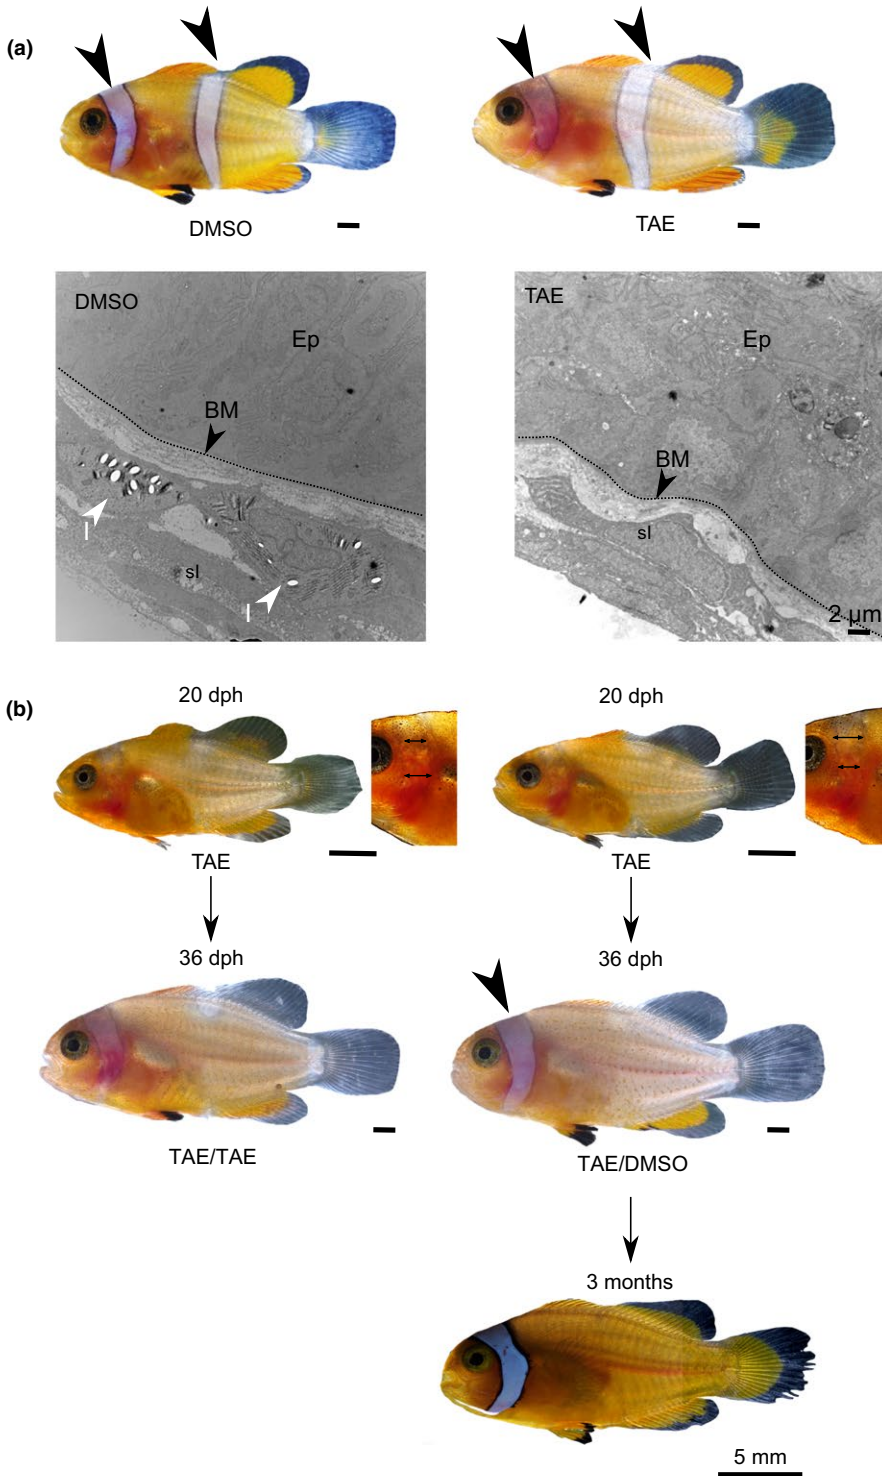 (a)
DMSO
TAE
DMSO
Ep
BM
I
sl
I
TAE
Ep
BM
sl
2 µm
(b)
20 dph
20 dph
TAE
TAE
36 dph
36 dph
TAE/TAE
TAE/DMSO
3 months
5 mm